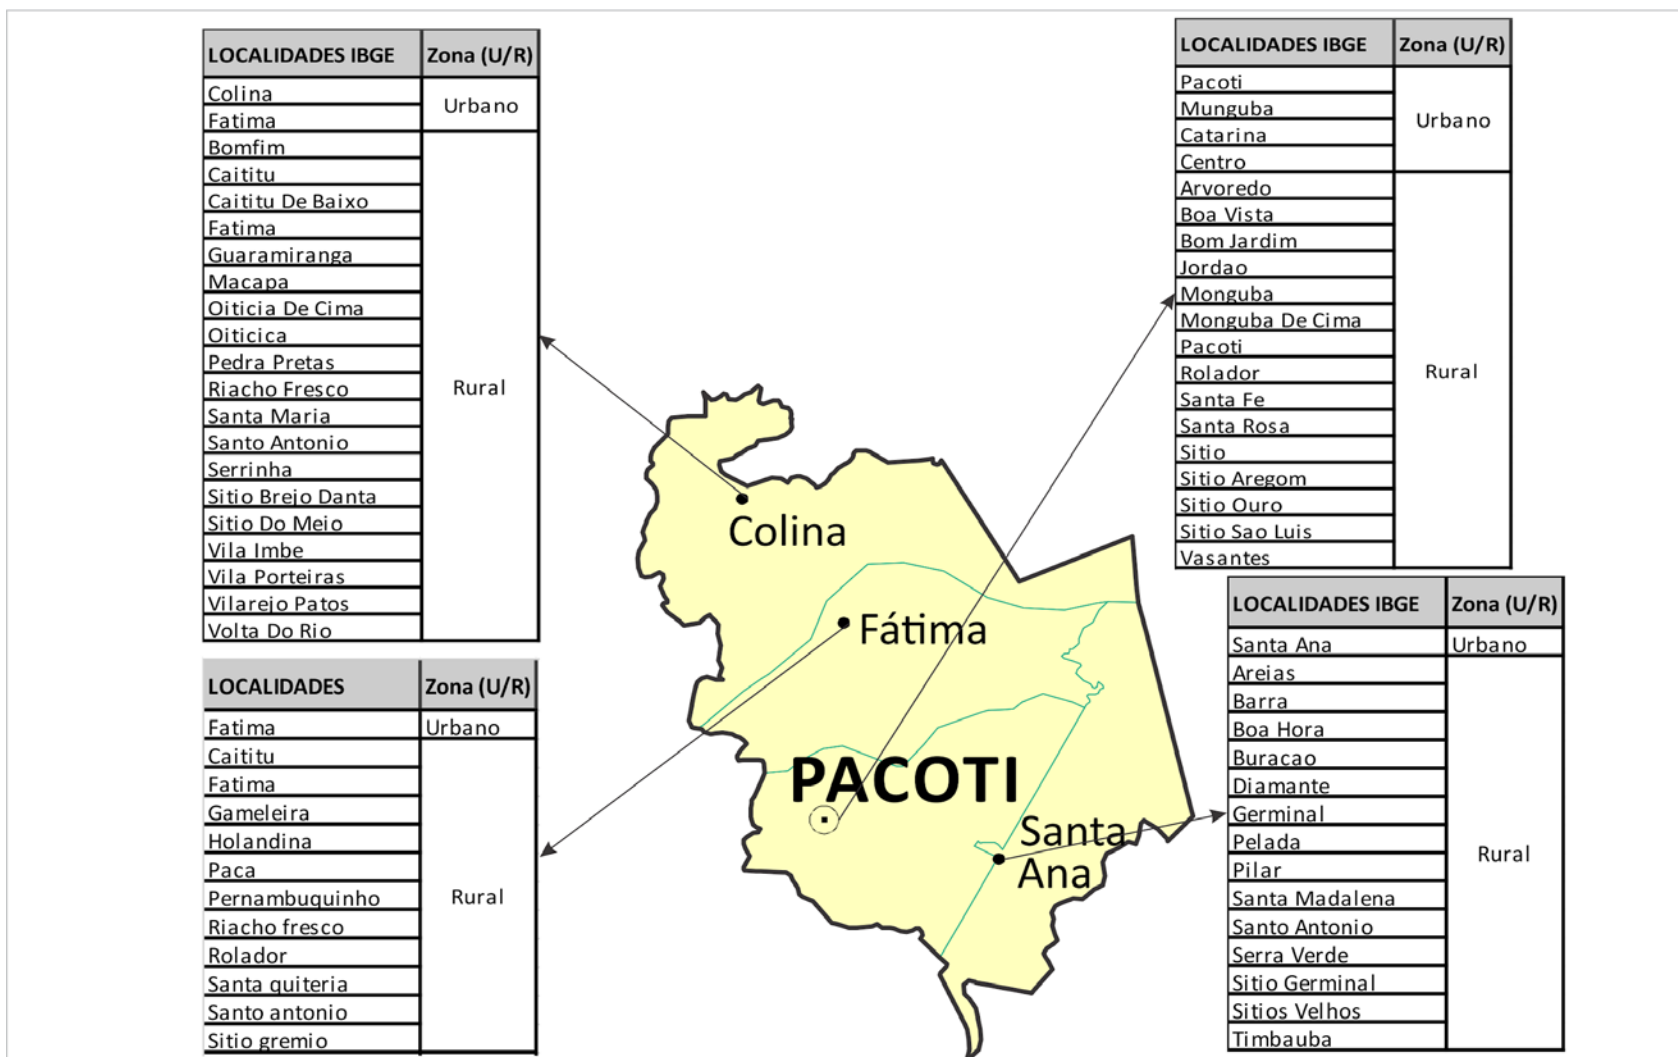 LOCALIDADES IBGE Zona (U/R)
Colina Urbano
Fatima
Bomfim Rural
Caititu
Caititu De Baixo
Fatima
Guaramiranga
Macapa
Oiticia De Cima
Oiticica
Pedra Pretas
Riacho Fresco
Santa Maria
Santo Antonio
Serrinha
Sitio Brejo Danta
Sitio Do Meio
Vila Imbe
Vila Porteiras
Vilarejo Patos
Volta Do Rio
LOCALIDADES Zona (U/R)
Fatima Urbano
Caititu Rural
Fatima
Gameleira
Holandina
Paca
Pernambuquinho
Riacho fresco
Rolador
Santa quiteria
Santo antonio
Sitio gremio
Colina
Fátima
PACOTI
Santa
Ana
LOCALIDADES IBGE Zona (U/R)
Pacoti Urbano
Munguba
Catarina
Centro
Arvoredo Rural
Boa Vista
Bom Jardim
Jordao
Monguba
Monguba De Cima
Pacoti
Rolador
Santa Fe
Santa Rosa
Sitio
Sitio Aregom
Sitio Ouro
Sitio Sao Luis
Vasantes
LOCALIDADES IBGE Zona (U/R)
Santa Ana Urbano
Areias Rural
Barra
Boa Hora
Buracao
Diamante
Germinal
Pelada
Pilar
Santa Madalena
Santo Antonio
Serra Verde
Sitio Germinal
Sitios Velhos
Timbauba